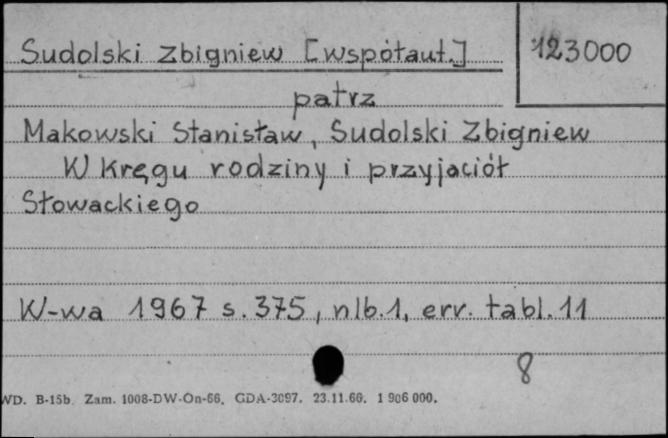 Sudolski Zbigniew [współaut.]
123000
patrz
Makowski Stanisław, Sudolski Zbigniew
W Kręgu rodziny i przyjaciół
Słowackiego
W-wa 1967 s. 375, nlb. 1, err. tabl. 11
8
WD. B-15b. Zam. 1008-DW-On-66. GDA-3097. 23.11.66. 1 906 000.